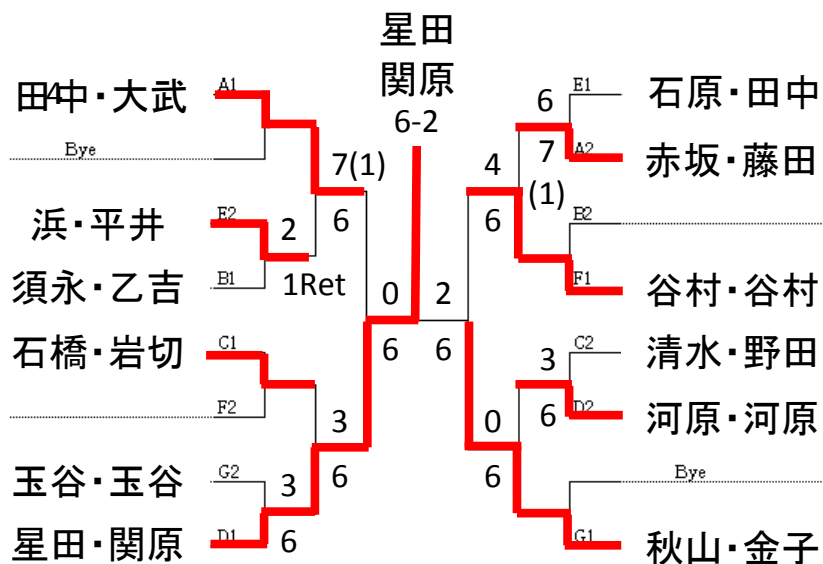 星田
関原
6-2
田中・大武
A1
Bye
7(1)
6
浜・平井
E2
2
須永・乙吉
B1
1Ret
石橋・岩切
C1
F2
3
6
玉谷・玉谷
G2
3
星田・関原
D1
6
0
6
2
6
E1
石原・田中
6
7
(1)
A2
赤坂・藤田
4
6
B2
F1
谷村・谷村
C2
清水・野田
3
6
D2
河原・河原
0
6
Bye
G1
秋山・金子